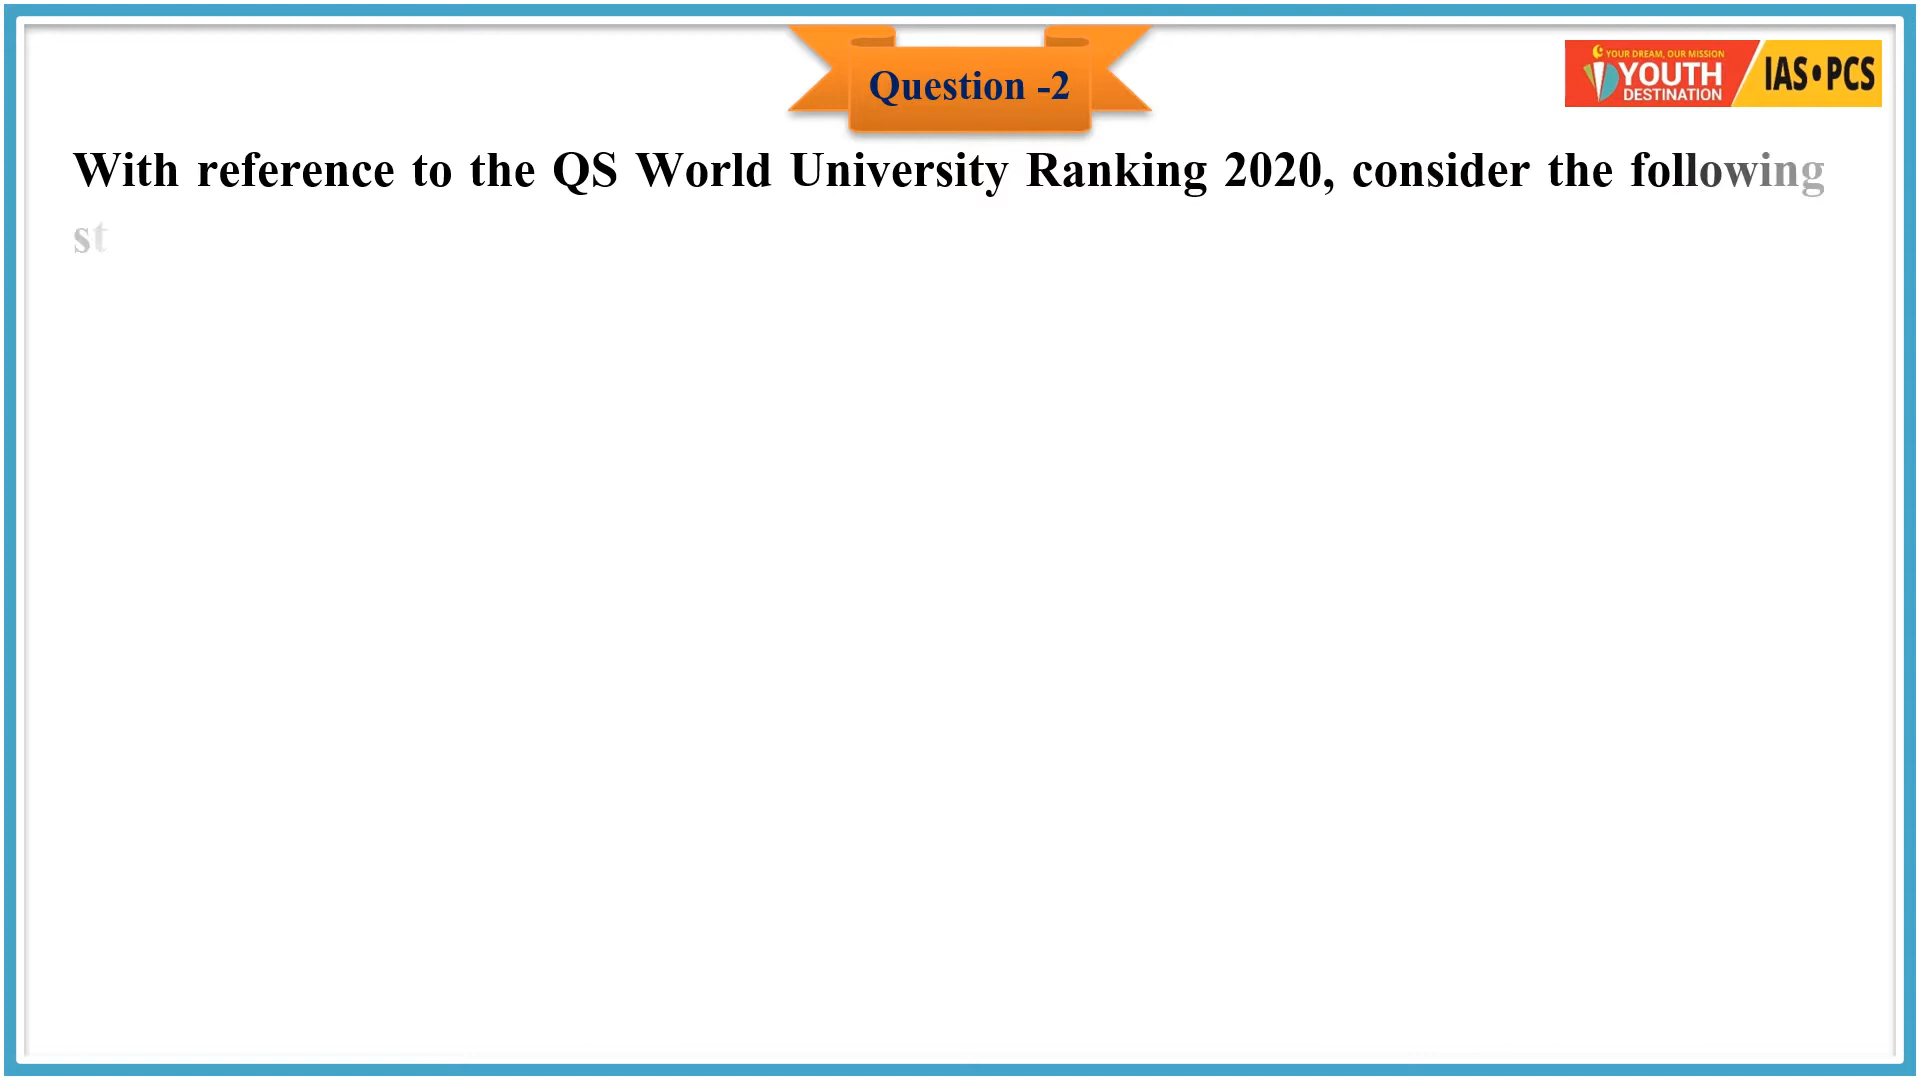 Question -2
YOUR DREAM, OUR MISSION
YOUTH
DESTINATION
IAS•PCS
With reference to the QS World University Ranking 2020, consider the following
st